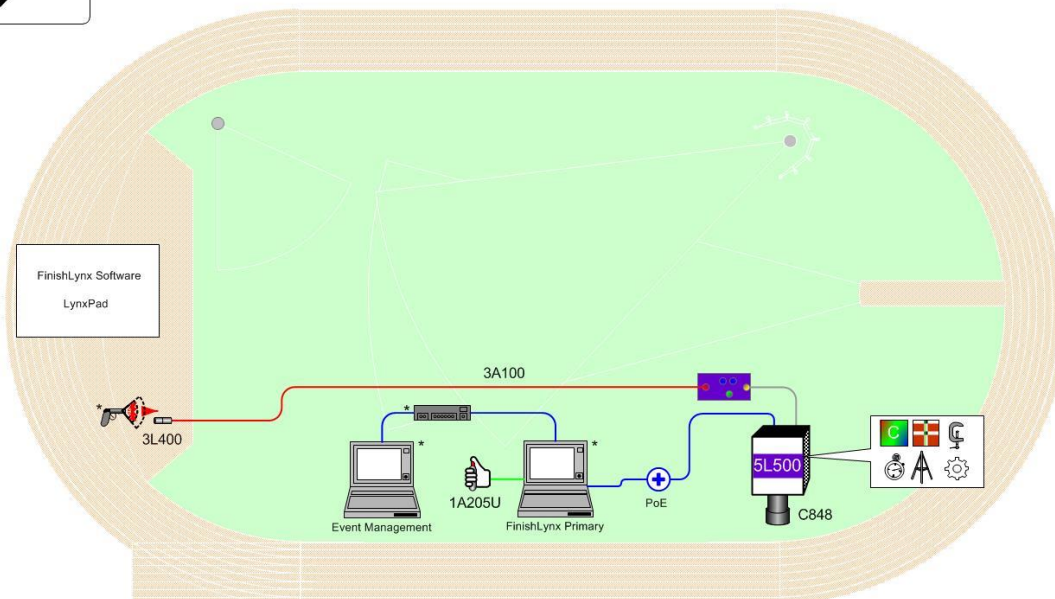 FinishLynx Software
LynxPad
3A100
*
3L400
*
*
*
C
5L500
1A205U
PoE
C848
Event Management
FinishLynx Primary